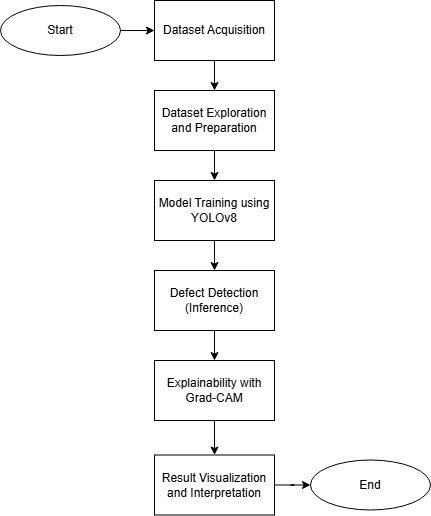 Start
Dataset Acquisition
Dataset Exploration
and Preparation
Model Training using
YOLOv8
Defect Detection
(Inference)
Explainability with
Grad-CAM
Result Visualization
and Interpretation
End